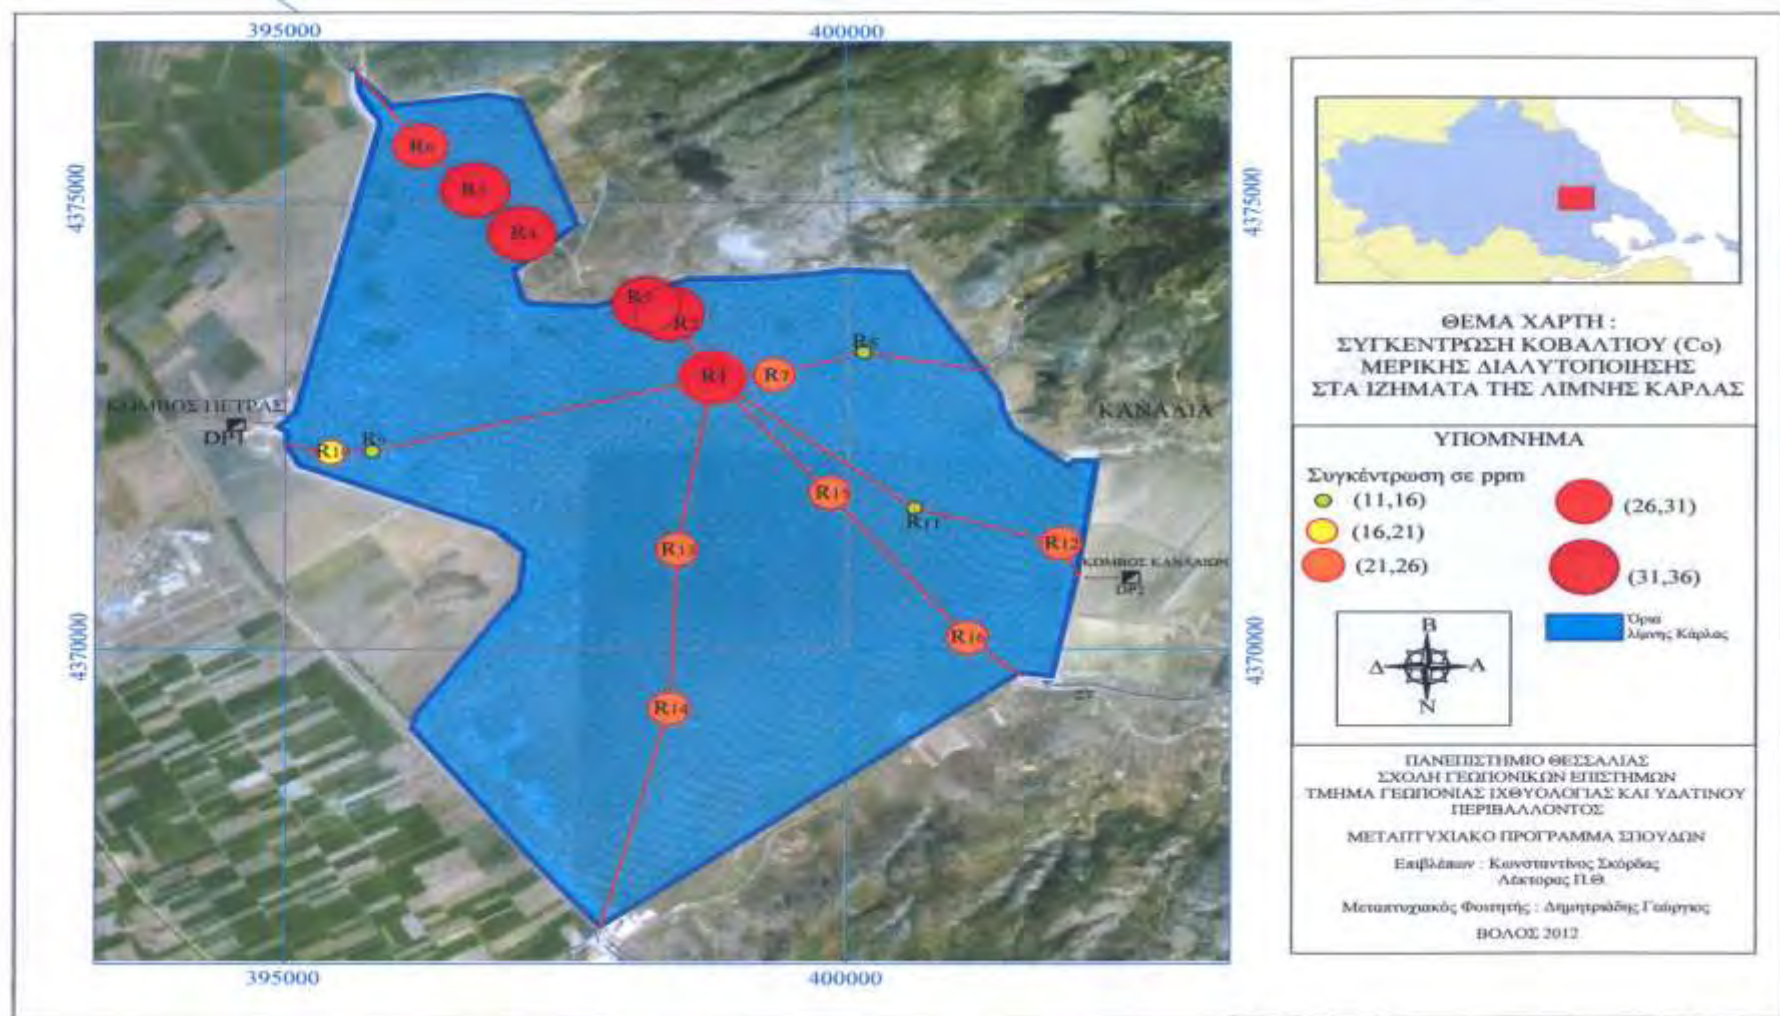 395000
400000
4375000
4375000
R6
R3
R4
R5
R2
R1
R7
R8
ΚΟΜΒΟΣ ΠΕΤΡΑΣ
DP1
R10
R9
ΚΑΝΑΛΙΑ
R15
R11
R12
R13
ΚΟΜΒΟΣ ΚΑΝΑΛΙΩΝ
DP2
R16
4370000
4370000
R14
395000
400000
ΘΕΜΑ ΧΑΡΤΗ :
ΣΥΓΚΕΝΤΡΩΣΗ ΚΟΒΑΛΤΙΟΥ (Co)
ΜΕΡΙΚΗΣ ΔΙΑΛΥΤΟΠΟΙΗΣΗΣ
ΣΤΑ ΙΖΗΜΑΤΑ ΤΗΣ ΛΙΜΝΗΣ ΚΑΡΛΑΣ
ΥΠΟΜΝΗΜΑ
Συγκέντρωση σε ppm
(11,16)
(16,21)
(21,26)
(26,31)
(31,36)
Όρια
λίμνης Κάρλας
Β
Δ Α
Ν
ΠΑΝΕΠΙΣΤΗΜΙΟ ΘΕΣΣΑΛΙΑΣ
ΣΧΟΛΗ ΓΕΩΠΟΝΙΚΩΝ ΕΠΙΣΤΗΜΩΝ
ΤΜΗΜΑ ΓΕΩΠΟΝΙΑΣ ΙΧΘΥΟΛΟΓΙΑΣ ΚΑΙ ΥΔΑΤΙΝΟΥ
ΠΕΡΙΒΑΛΛΟΝΤΟΣ
ΜΕΤΑΠΤΥΧΙΑΚΟ ΠΡΟΓΡΑΜΜΑ ΣΠΟΥΔΩΝ
Επιβλέπων : Κωνσταντίνος Σκόρδας
Λέκτορας Π.Θ.
Μεταπτυχιακός Φοιτητής : Δημητριάδης Γεώργιος
ΒΟΛΟΣ 2012